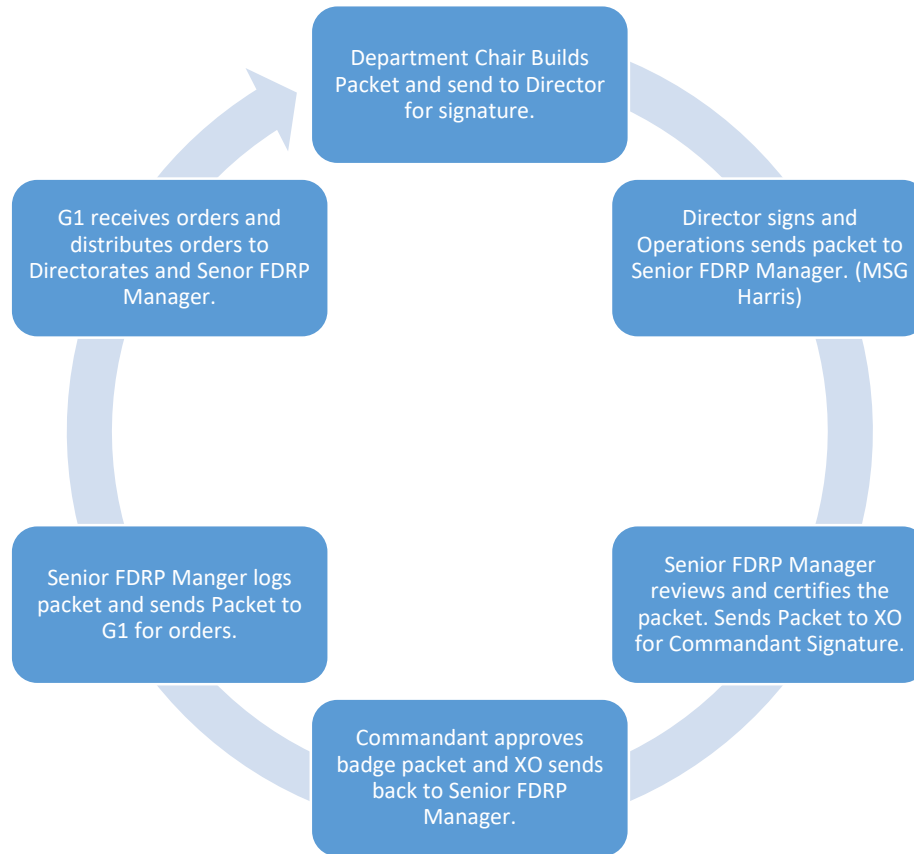 Department Chair Builds
Packet and send to Director
for signature.
Director signs and
Operations sends packet to
Senior FDRP Manager. (MSG
Harris)
Senior FDRP Manager
reviews and certifies the
packet. Sends Packet to XO
for Commandant Signature.
Commandant approves
badge packet and XO sends
back to Senior FDRP
Manager.
Senior FDRP Manger logs
packet and sends Packet to
G1 for orders.
G1 receives orders and
distributes orders to
Directorates and Senor FDRP
Manager.